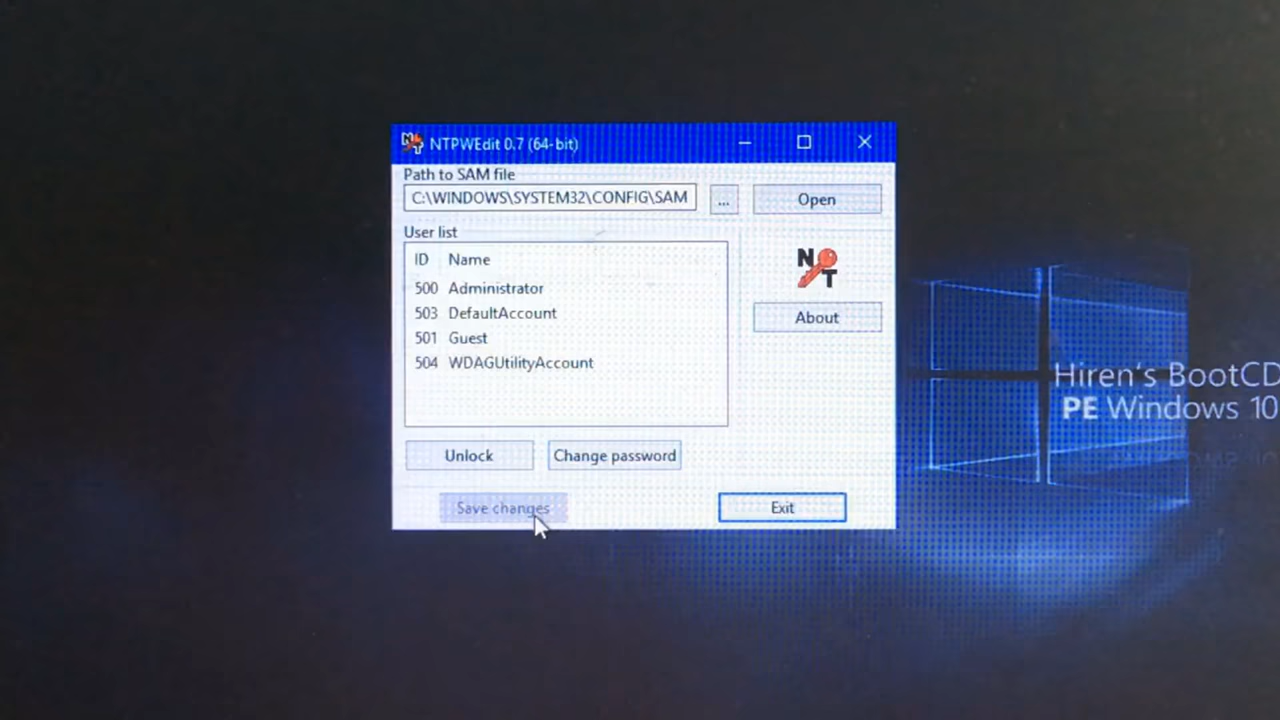 NTPWEdit 0.7 (64-bit)
Path to SAM file
C:\WINDOWS\SYSTEM32\CONFIG\SAM
...
Open
User list
ID Name
500 Administrator
503 DefaultAccount
501 Guest
504 WDAGUtilityAccount
NT
About
Unlock
Change password
Save changes
Exit
Hiren's BootCD
PE Windows 10